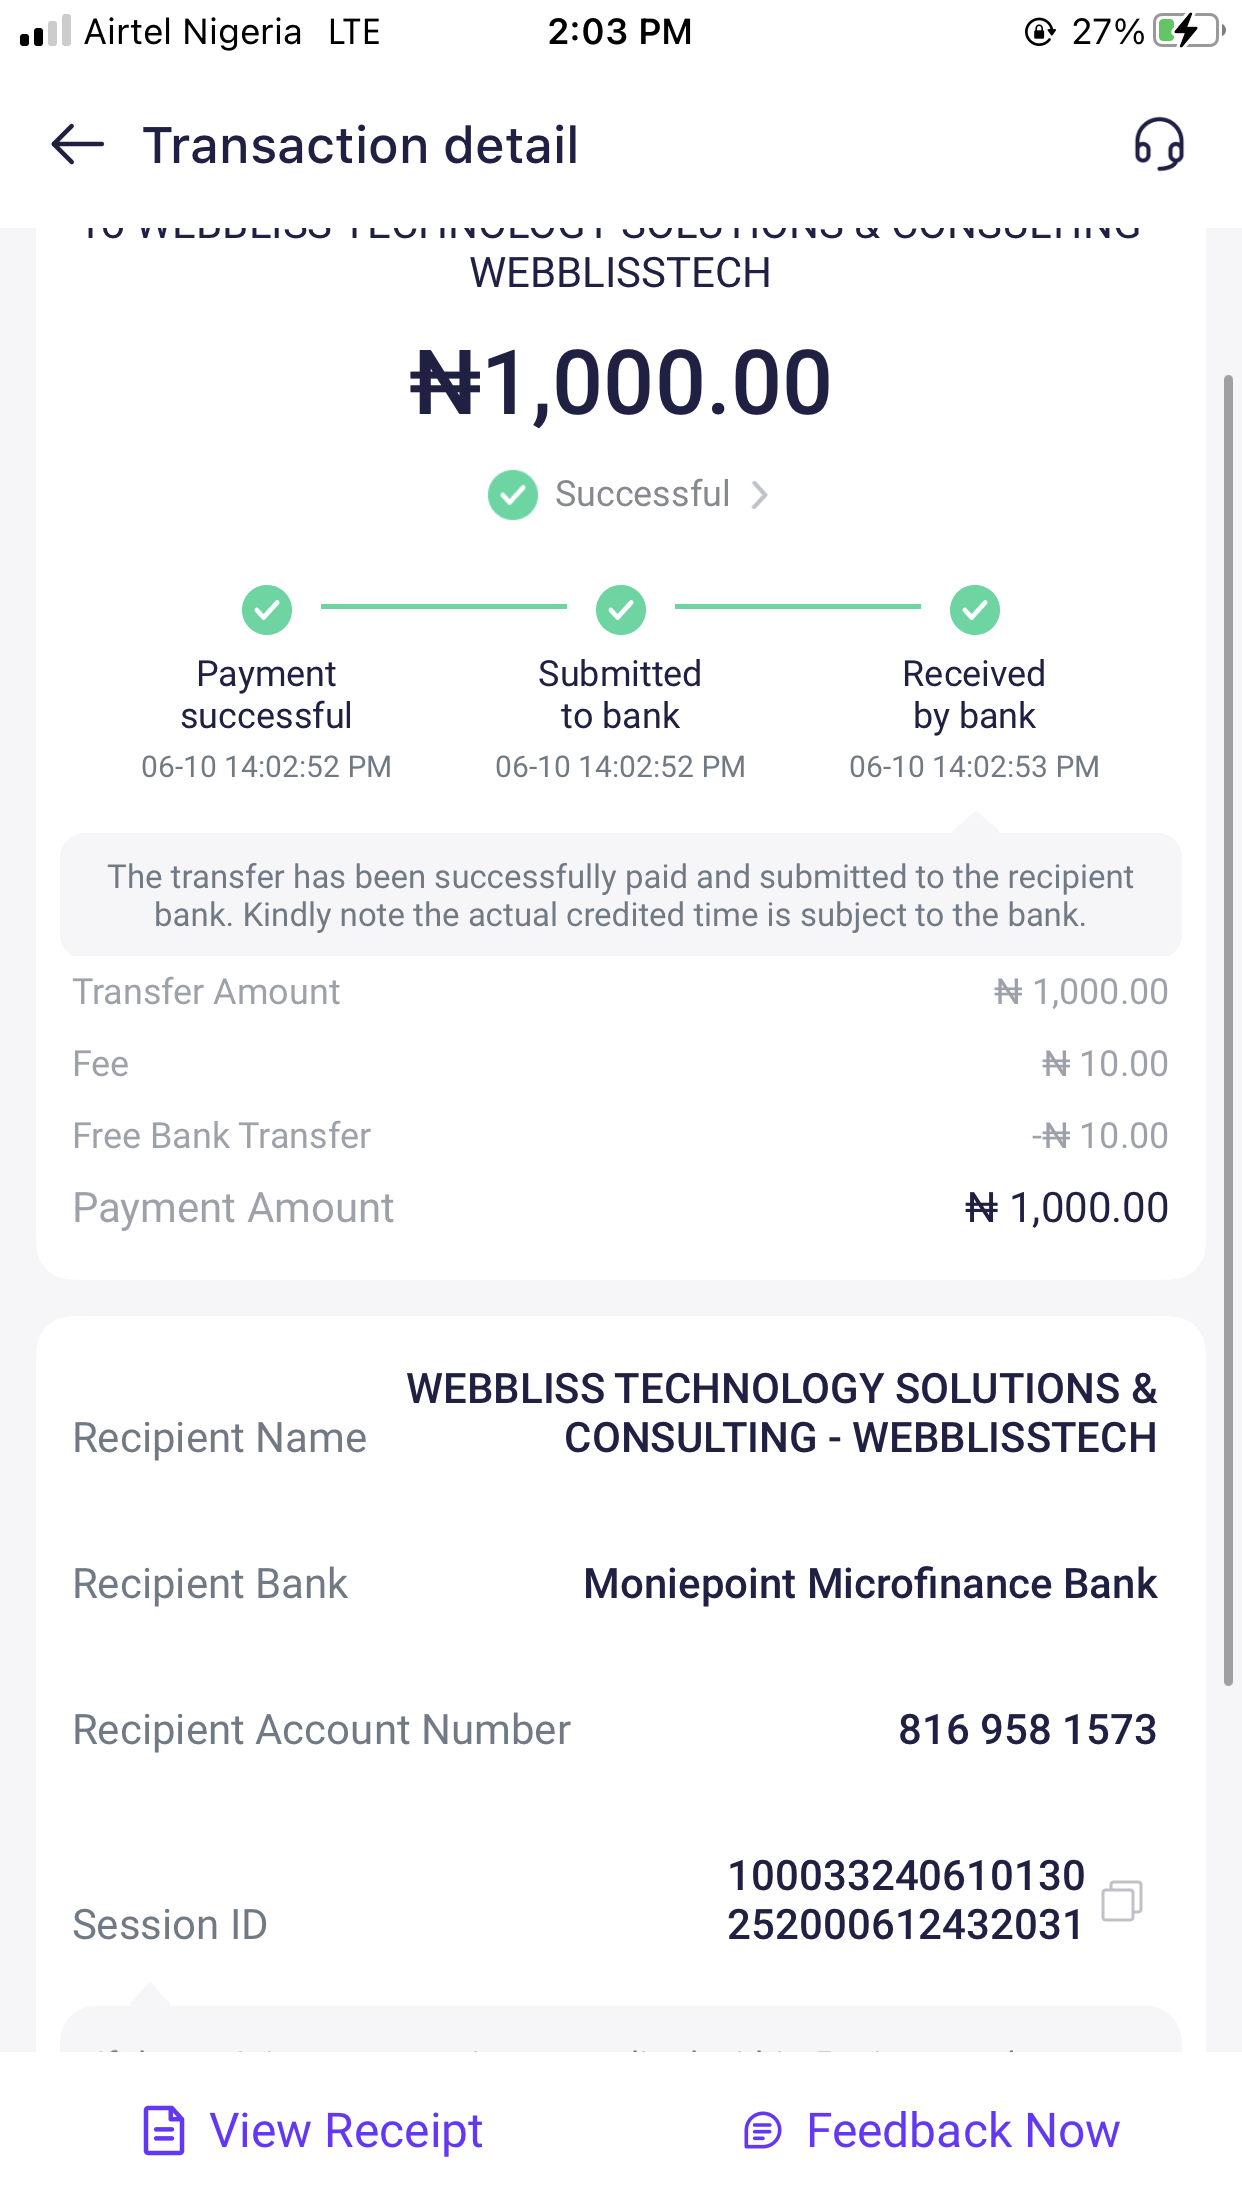 Airtel Nigeria LTE 2:03 PM 27%
Transaction detail
TO WEBBLISS TECHNOLOGY SOLUTIONS & CONSULTING
WEBBLISSTECH
₦1,000.00
Successful
Payment successful
06-10 14:02:52 PM
Submitted to bank
06-10 14:02:52 PM
Received by bank
06-10 14:02:53 PM
The transfer has been successfully paid and submitted to the recipient
bank. Kindly note the actual credited time is subject to the bank.
Transfer Amount ₦ 1,000.00
Fee ₦ 10.00
Free Bank Transfer -₦ 10.00
Payment Amount ₦ 1,000.00
Recipient Name WEBBLISS TECHNOLOGY SOLUTIONS &
CONSULTING - WEBBLISSTECH
Recipient Bank Moniepoint Microfinance Bank
Recipient Account Number 816 958 1573
Session ID 100033240610130
252000612432031
View Receipt Feedback Now